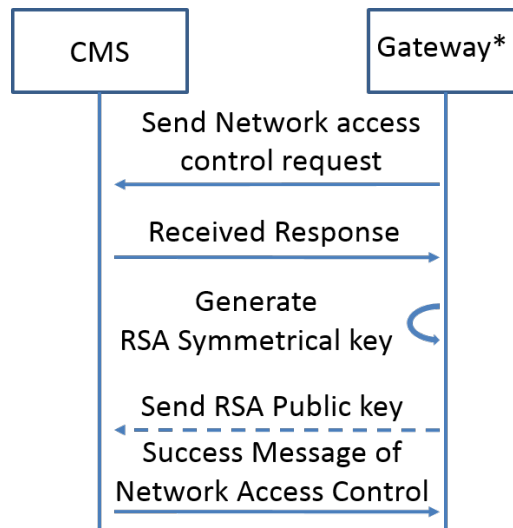 CMS
Gateway*
Send Network access
control request
Received Response
Generate
RSA Symmetrical key
Send RSA Public key
Success Message of
Network Access Control